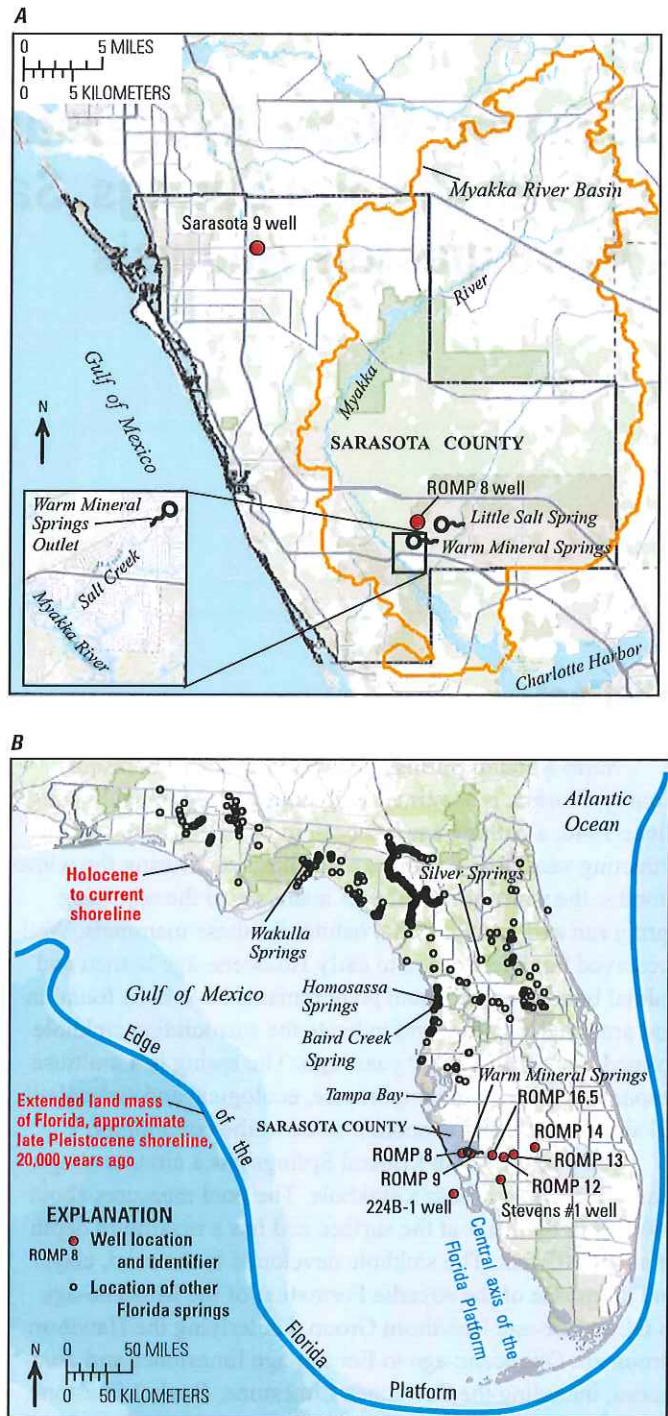 A
0 5 MILES
0 5 KILOMETERS
Myakka River Basin
Sarasota 9 well
River
Myakka
Gulf of Mexico
N
SARASOTA COUNTY
ROMP 8 well
Little Salt Spring
Warm Mineral Springs
Warm Mineral
Springs
Outlet
Salt Creek
Myakka River
Charlotte Harbor
B
Atlantic
Ocean
Holocene
to current
shoreline
Silver Springs
Wakulla
Springs
Gulf of Mexico
Homosassa
Springs
Baird Creek
Spring
Edge of the Florida Platform
Extended land mass
of Florida, approximate
late Pleistocene shoreline,
20,000 years ago
Warm Mineral Springs
Tampa Bay
ROMP 16.5
SARASOTA COUNTY
ROMP 14
ROMP 8
ROMP 13
ROMP 9
ROMP 12
224B-1 well
Stevens #1 well
Central axis of the
Florida Platform
EXPLANATION
ROMP 8
Well location
and identifier
Location of other
Florida springs
N
0 50 MILES
0 50 KILOMETERS